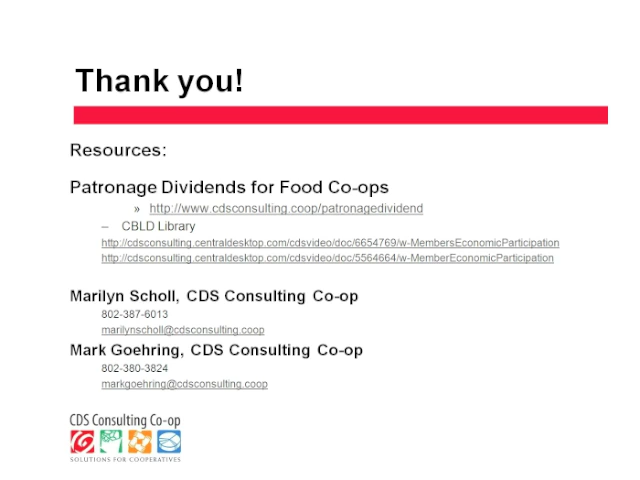 Thank you!
Resources:
Patronage Dividends for Food Co-ops
» http://www.cdsconsulting.coop/patronagedividend
– CBLD Library
http://cdsconsulting.centraldesktop.com/cdsvideo/doc/6654769/w-MembersEconomicParticipation
http://cdsconsulting.centraldesktop.com/cdsvideo/doc/5564664/w-MemberEconomicParticipation
Marilyn Scholl, CDS Consulting Co-op
802-387-6013
marilynscholl@cdsconsulting.coop
Mark Goehring, CDS Consulting Co-op
802-380-3824
markgoehring@cdsconsulting.coop
CDS Consulting Co-op
SOLUTIONS FOR COOPERATIVES